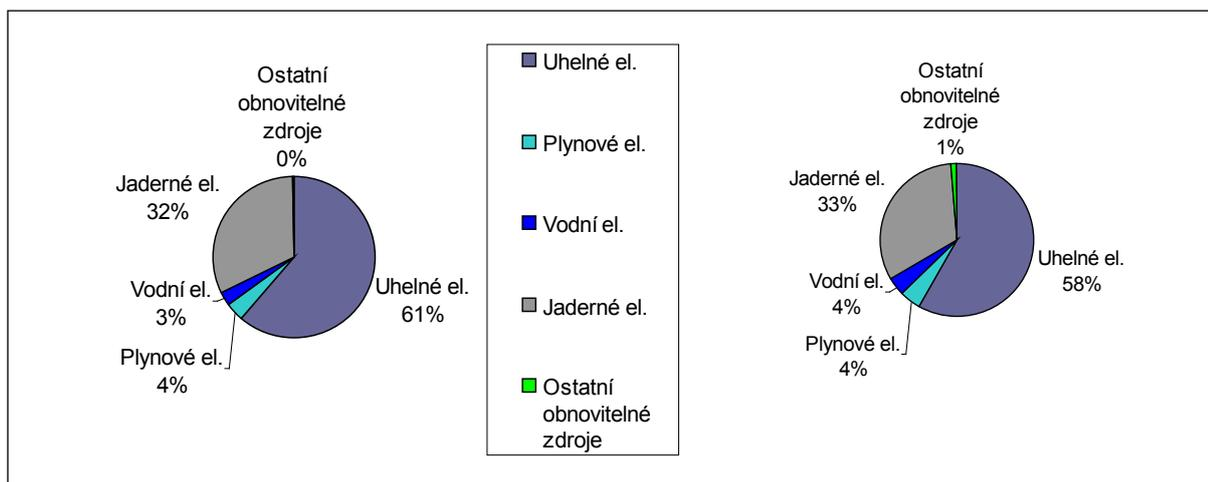 Ostatní
obnovitelné
zdroje
0%
Jaderné el.
32%
Vodní el.
3%
Plynové el.
4%
Uhelné el.
61%
Uhelné el.
Plynové el.
Vodní el.
Jaderné el.
Ostatní
obnovitelné
zdroje
Ostatní
obnovitelné
zdroje
1%
Jaderné el.
33%
Vodní el.
4%
Plynové el.
4%
Uhelné el.
58%